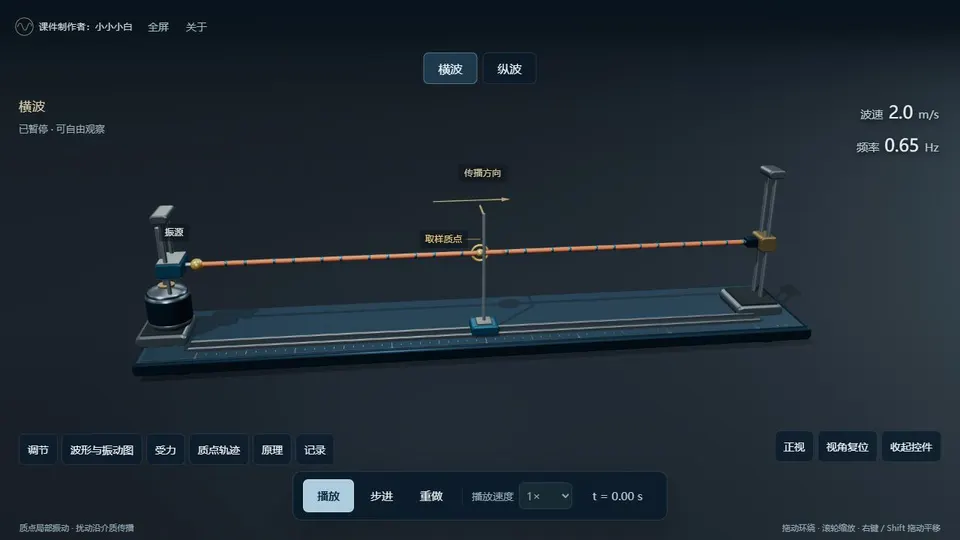 课件制作者：小小小白 全屏 关于
横波 纵波
横波
已暂停 · 可自由观察
波速 2.0 m/s
频率 0.65 Hz
传播方向
振源
取样质点
调节 波形与振动图 受力 质点轨迹 原理 记录
正视 视角复位 收起控件
播放 步进 重做 播放速度 1× t = 0.00 s
质点局部振动 · 扰动沿介质传播
拖动环绕 · 滚轮缩放 · 右键 / Shift 拖动平移